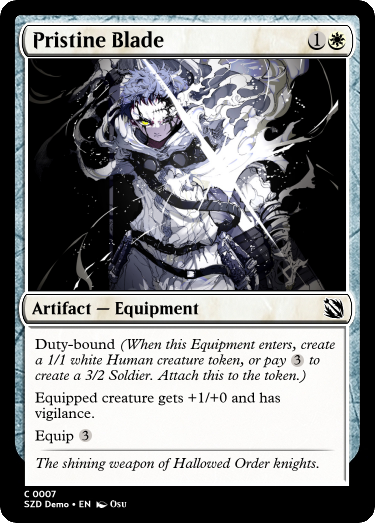 Pristine Blade 1
Artifact — Equipment
Duty-bound (When this Equipment enters, create
a 1/1 white Human creature token, or pay 3 to
create a 3/2 Soldier. Attach this to the token.)
Equipped creature gets +1/+0 and has
vigilance.
Equip 3
The shining weapon of Hallowed Order knights.
C 0007
SZD Demo • EN Osu